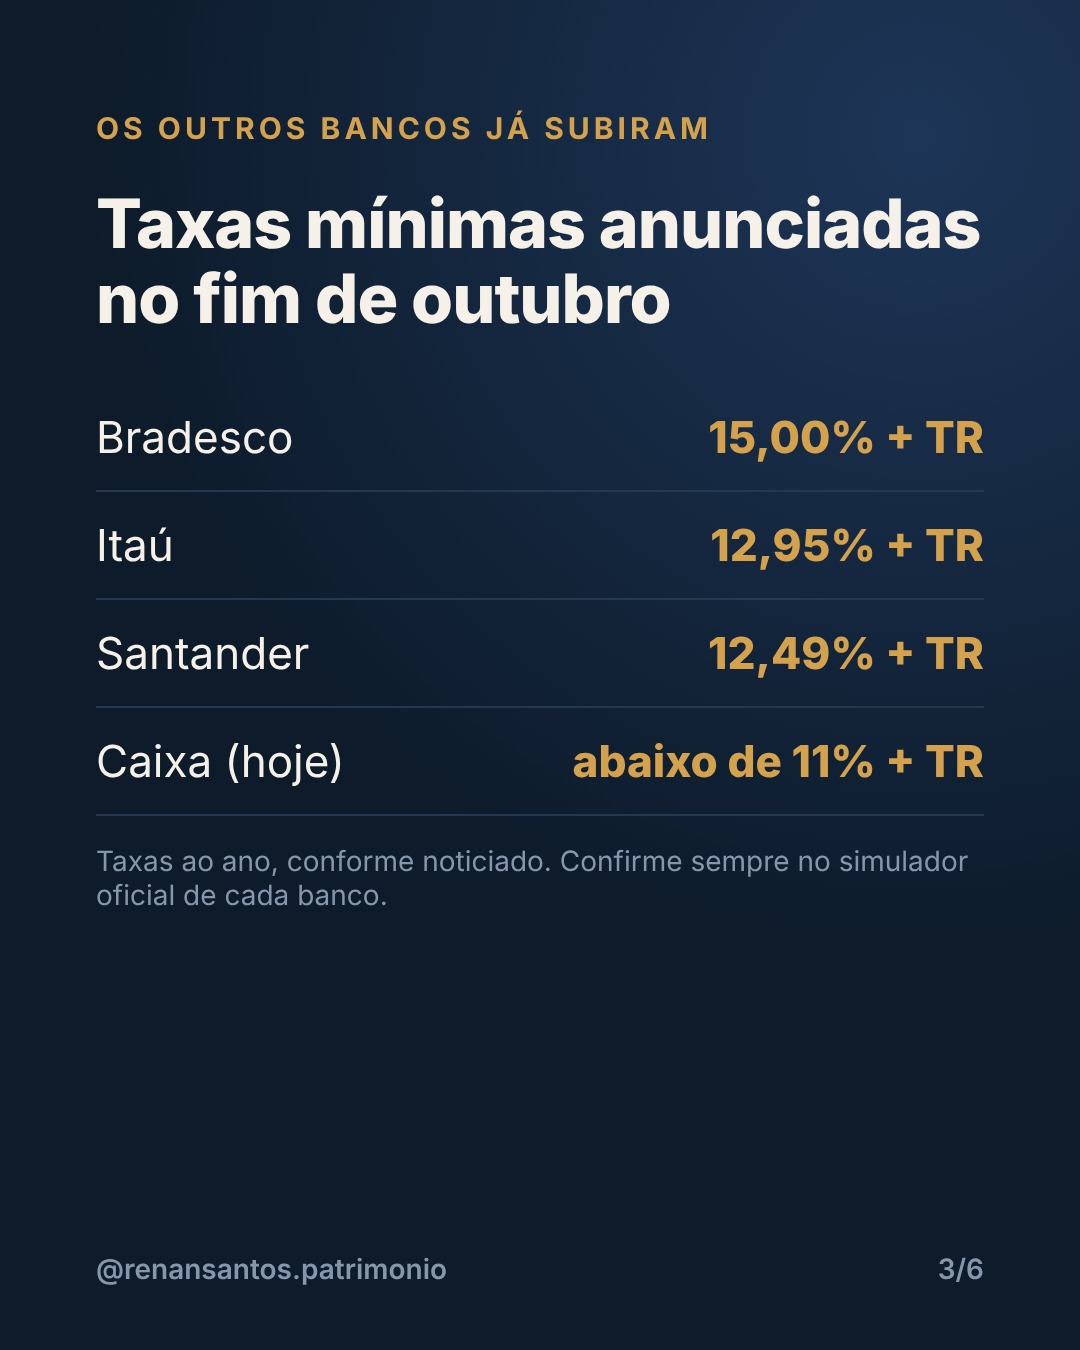 OS OUTROS BANCOS JÁ SUBIRAM
Taxas mínimas anunciadas
no fim de outubro
Bradesco 15,00% + TR
Itaú 12,95% + TR
Santander 12,49% + TR
Caixa (hoje) abaixo de 11% + TR
Taxas ao ano, conforme noticiado. Confirme sempre no simulador
oficial de cada banco.
@renansantos.patrimonio 3/6